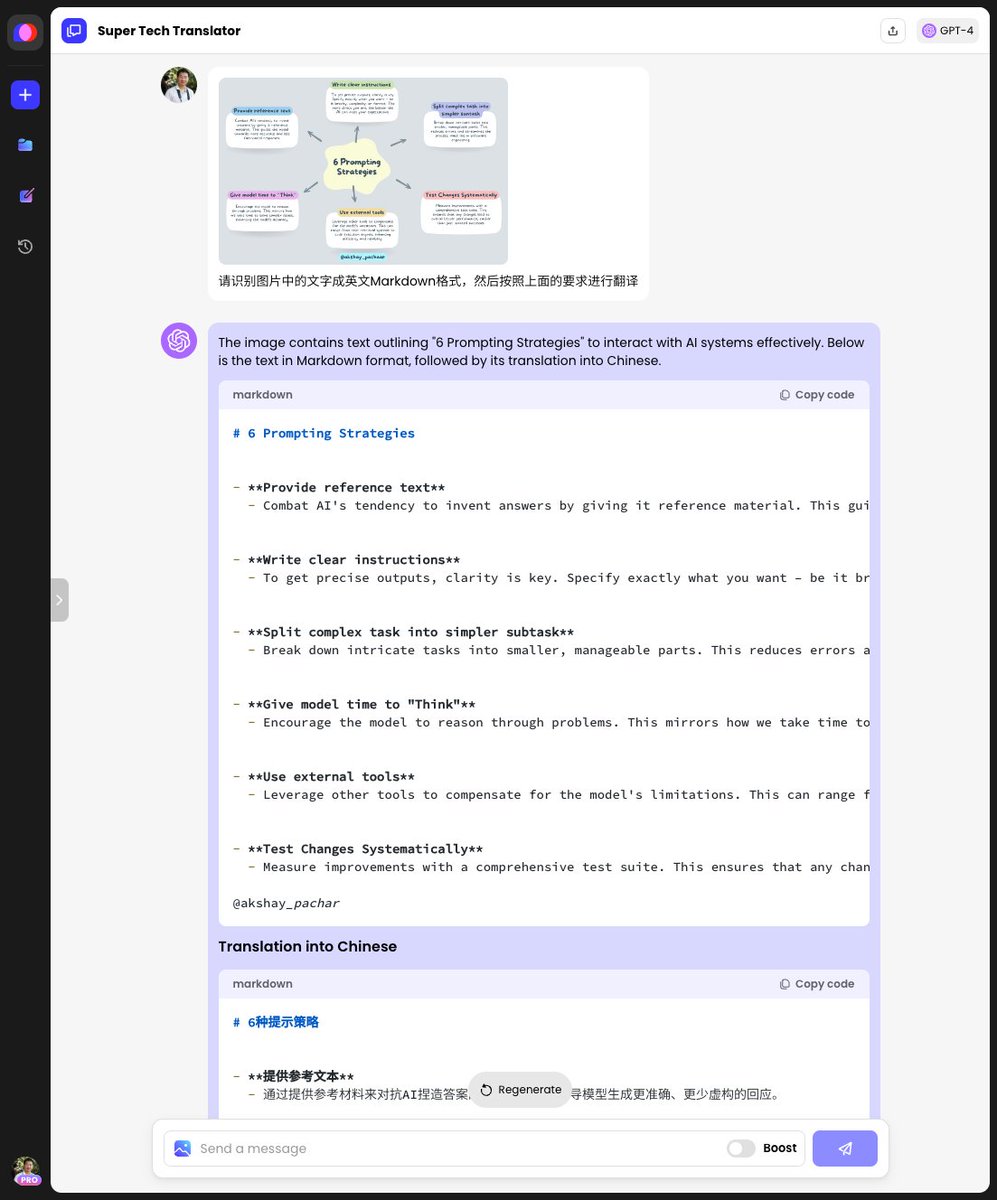 Super Tech Translator
GPT-4
Write clear instructions
Provide reference text
Split complex task into
simpler subtask
6 Prompting
Strategies
Give model time to "Think"
Test Changes Systematically
Use external tools
@akshay_pachaar
请识别图片中的文字成英文Markdown格式，然后按照上面的要求进行翻译
The image contains text outlining "6 Prompting Strategies" to interact with AI systems effectively. Below
is the text in Markdown format, followed by its translation into Chinese.
markdown
Copy code
# 6 Prompting Strategies
- **Provide reference text**
- Combat AI's tendency to invent answers by giving it reference material. This gui
- **Write clear instructions**
- To get precise outputs, clarity is key. Specify exactly what you want – be it br
- **Split complex task into simpler subtask**
- Break down intricate tasks into smaller, manageable parts. This reduces errors a
- **Give model time to "Think"**
- Encourage the model to reason through problems. This mirrors how we take time to
- **Use external tools**
- Leverage other tools to compensate for the model's limitations. This can range f
- **Test Changes Systematically**
- Measure improvements with a comprehensive test suite. This ensures that any chan
@akshay_pachar
Translation into Chinese
markdown
Copy code
# 6种提示策略
- **提供参考文本**
- 通过提供参考材料来对抗AI捏造答案
寻模型生成更准确、更少虚构的回应。
Regenerate
Send a message
Boost
PRO